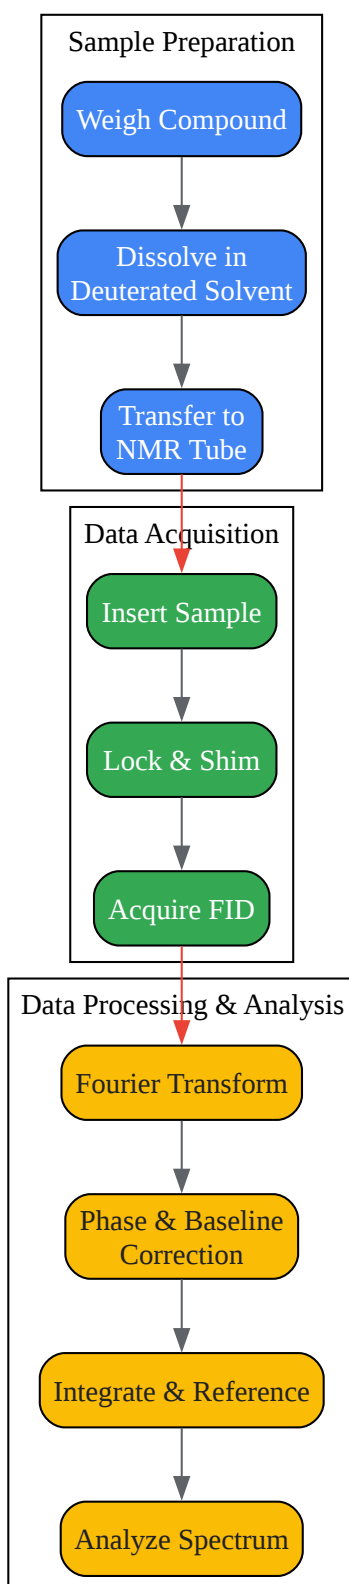 Sample Preparation
Weigh Compound
Dissolve in
Deuterated Solvent
Transfer to
NMR Tube
Data Acquisition
Insert Sample
Lock & Shim
Acquire FID
Data Processing & Analysis
Fourier Transform
Phase & Baseline
Correction
Integrate & Reference
Analyze Spectrum